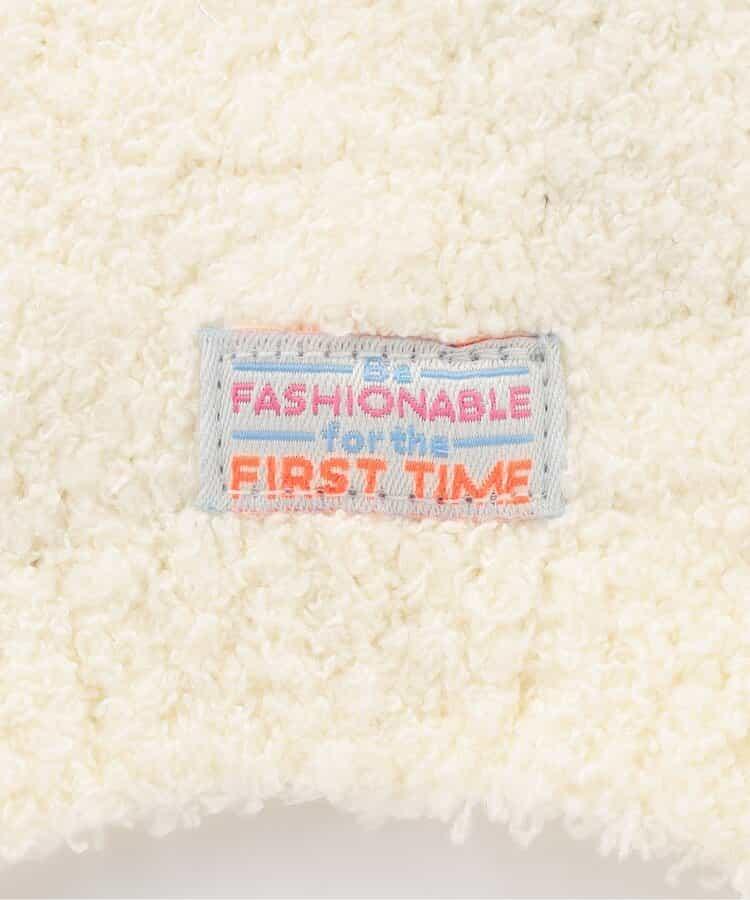 Be
FASHIONABLE
for the
FIRST TIME